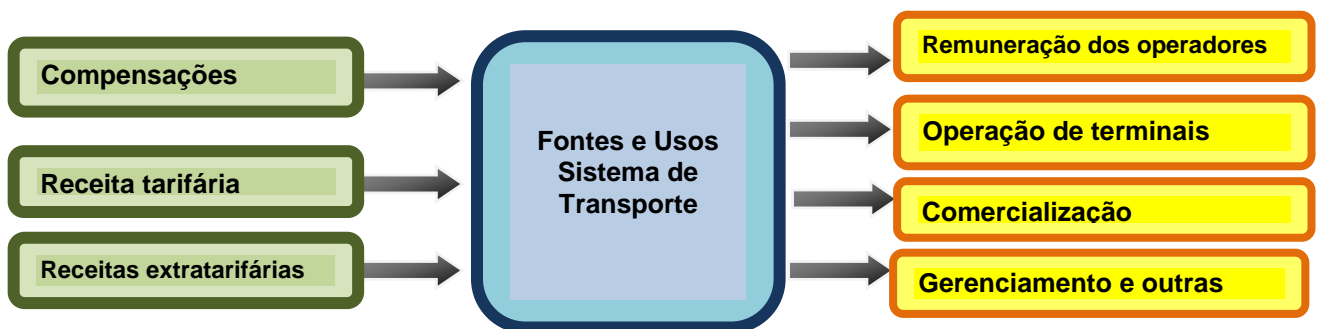 Compensações
Receita tarifária
Receitas extratarifárias
Fontes e Usos
Sistema de
Transporte
Remuneração dos operadores
Operação de terminais
Comercialização
Gerenciamento e outras